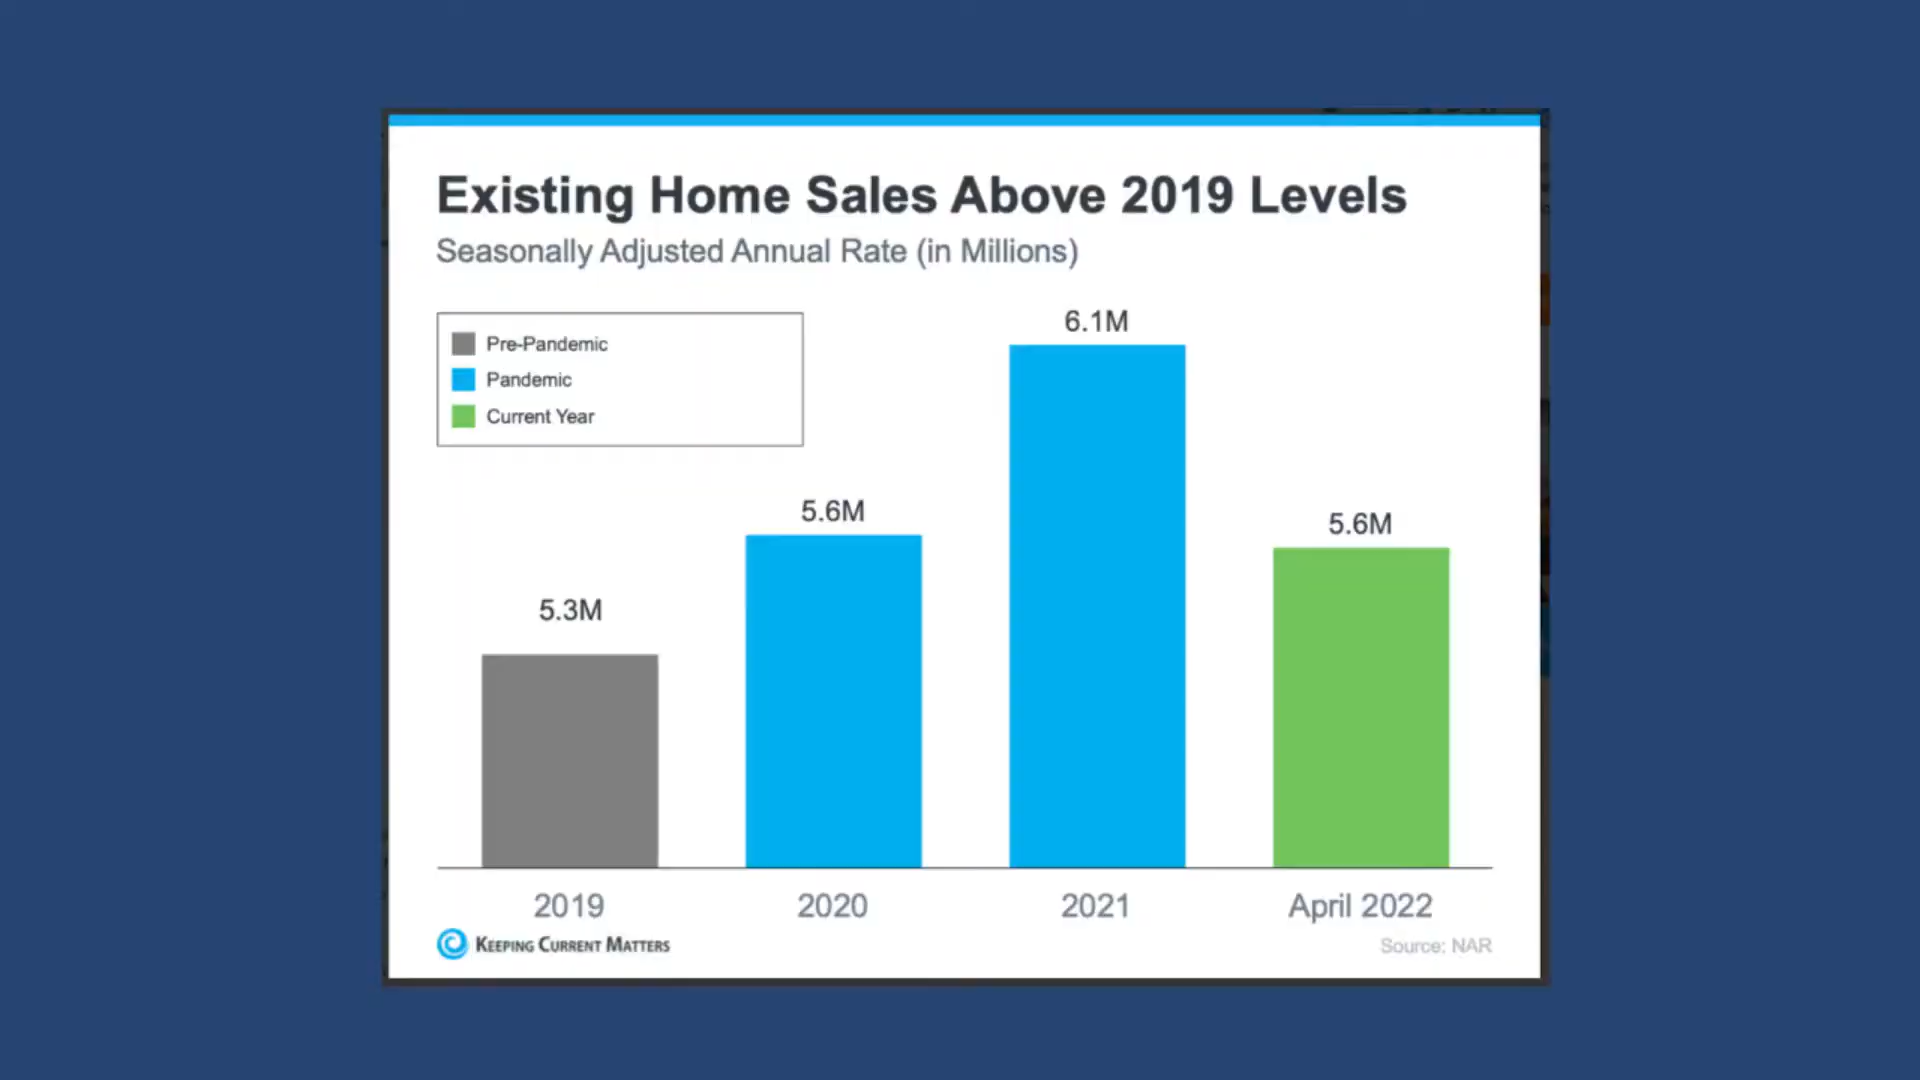 Existing Home Sales Above 2019 Levels
Seasonally Adjusted Annual Rate (in Millions)
Pre-Pandemic
Pandemic
Current Year
5.3M
5.6M
6.1M
5.6M
2019
2020
2021
April 2022
KEEPING CURRENT MATTERS
Source: NAR